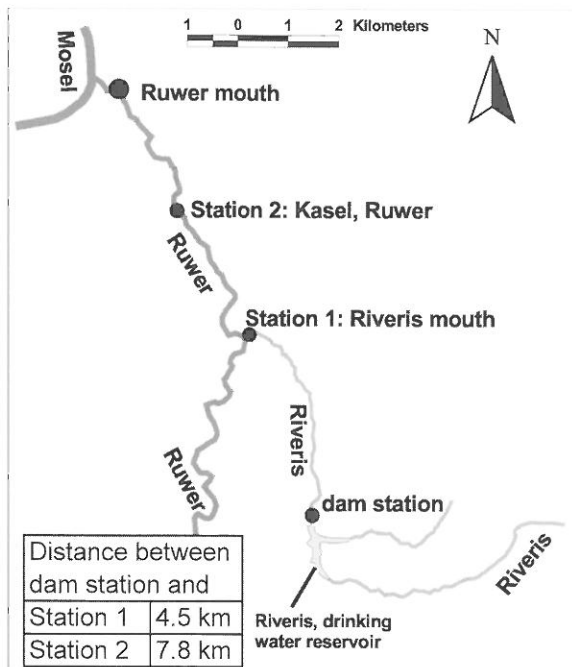 1 0 1 2 Kilometers
N
Mosel
Ruwer mouth
Station 2: Kasel, Ruwer
Ruwer
Station 1: Riveris mouth
Riveris
Ruwer
dam station
Riveris
Riveris, drinking
water reservoir
Distance between
dam station and
Station 1 4.5 km
Station 2 7.8 km